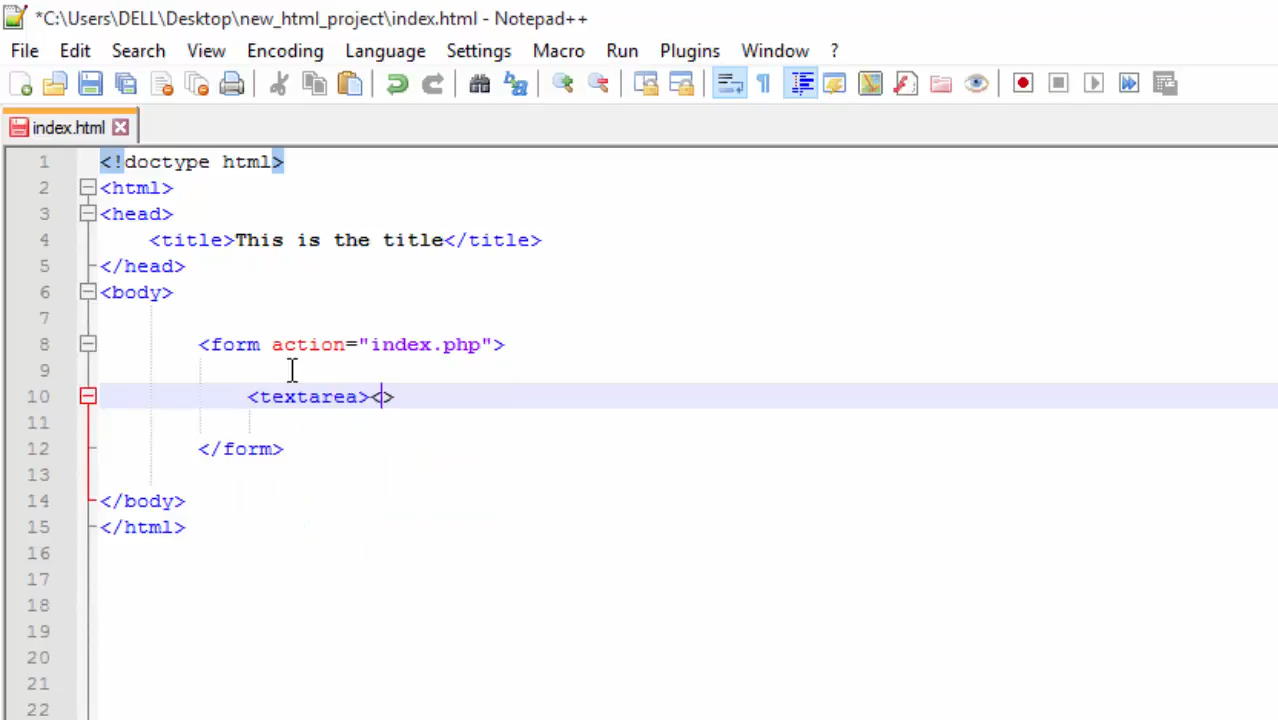 *C:\Users\DELL\Desktop\new_html_project\index.html - Notepad++
File Edit Search View Encoding Language Settings Macro Run Plugins Window ?
index.html
1 <!doctype html>
2 <html>
3 <head>
4 <title>This is the title</title>
5 </head>
6 <body>
7
8 <form action="index.php">
9
10 <textarea><>
11
12 </form>
13
14 </body>
15 </html>
16
17
18
19
20
21
22